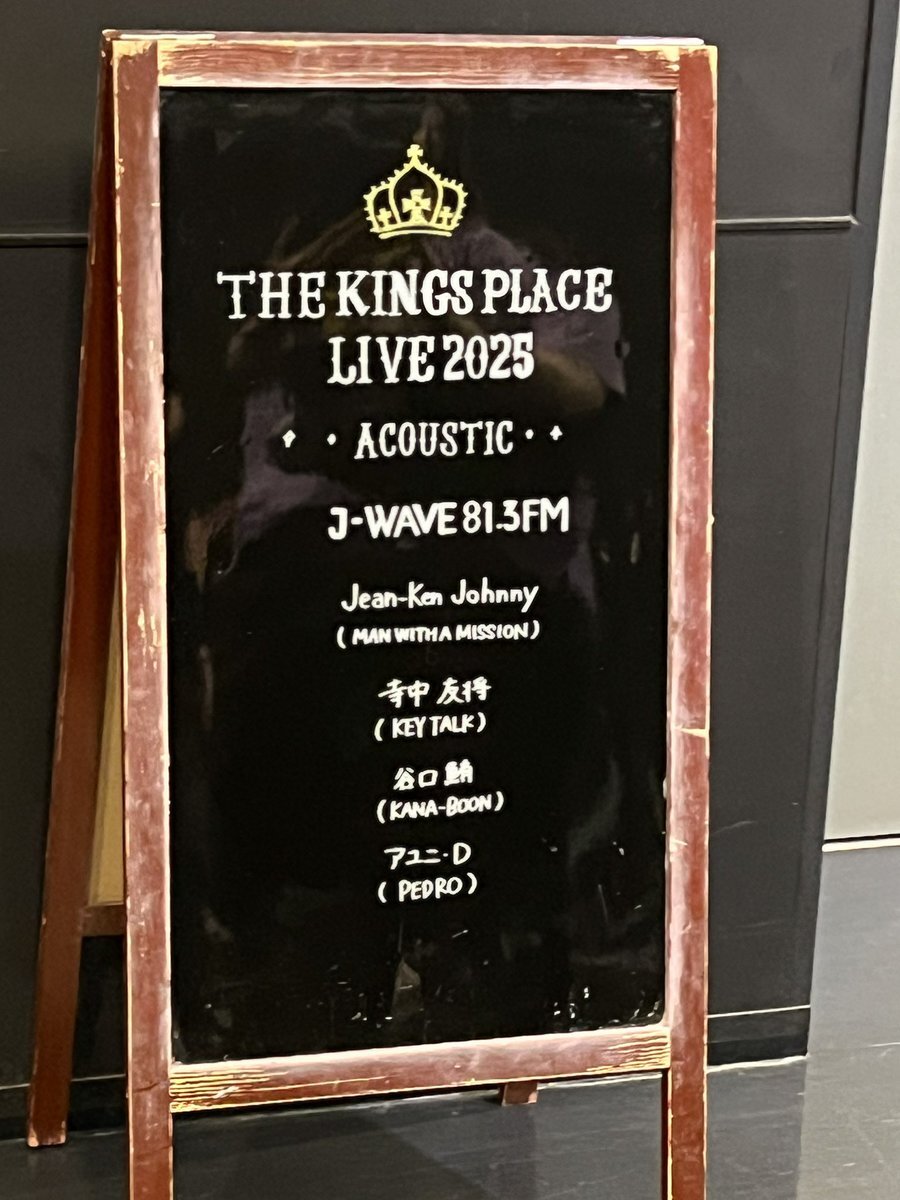 THE KINGS PLACE
LIVE 2025
ACOUSTIC
J-WAVE 81.3FM
Jean-Ken Johnny
(MAN WITH A MISSION)
寺中 友将
(KEYTALK)
谷口 鮪
(KANA-BOON)
アユニ・D
(PEDRO)